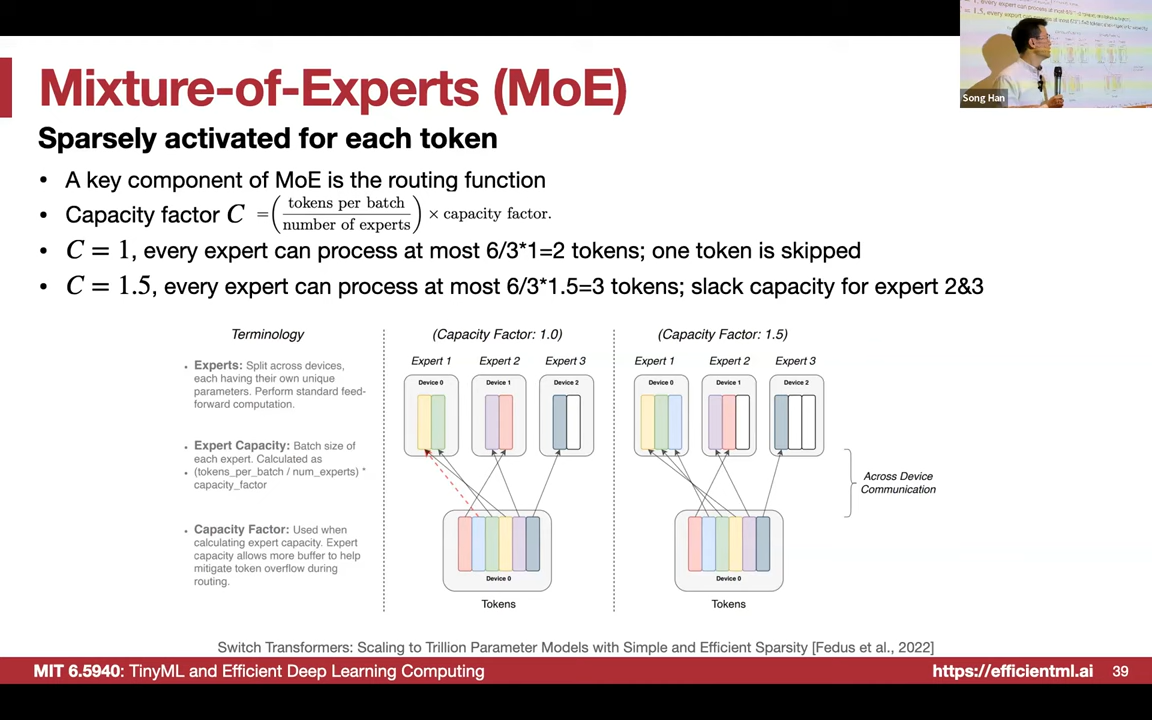 Mixture-of-Experts (MoE)
Sparsely activated for each token
• A key component of MoE is the routing function
• Capacity factor C = (tokens per batch / number of experts) × capacity factor.
• C = 1, every expert can process at most 6/3*1=2 tokens; one token is skipped
• C = 1.5, every expert can process at most 6/3*1.5=3 tokens; slack capacity for expert 2&3
Terminology
• Experts: Split across devices,
each having their own unique
parameters. Perform standard feed-
forward computation.
• Expert Capacity: Batch size of
each expert. Calculated as
• (tokens_per_batch / num_experts) *
capacity_factor
• Capacity Factor: Used when
calculating expert capacity. Expert
capacity allows more buffer to help
mitigate token overflow during
routing.
(Capacity Factor: 1.0)
Expert 1 Expert 2 Expert 3
Device 0 Device 1 Device 2
Device 0
Tokens
(Capacity Factor: 1.5)
Expert 1 Expert 2 Expert 3
Device 0 Device 1 Device 2
Device 0
Tokens
Across Device
Communication
Switch Transformers: Scaling to Trillion Parameter Models with Simple and Efficient Sparsity [Fedus et al., 2022]
MIT 6.5940: TinyML and Efficient Deep Learning Computing
https://efficientml.ai
39
Song Han